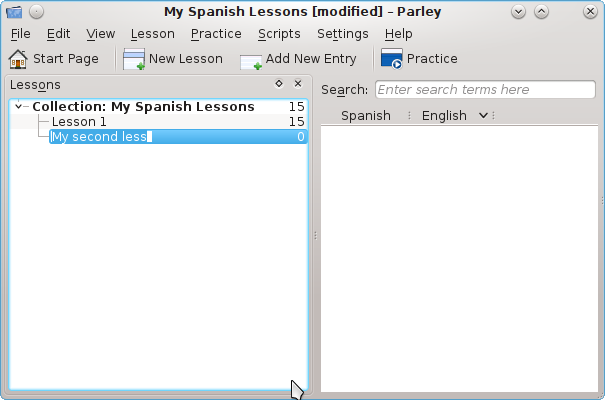 My Spanish Lessons [modified] – Parley
File Edit View Lesson Practice Scripts Settings Help
Start Page New Lesson Add New Entry Practice
Lessons
Search: Enter search terms here
Collection: My Spanish Lessons 15
Lesson 1 15
My second less 0
Spanish English